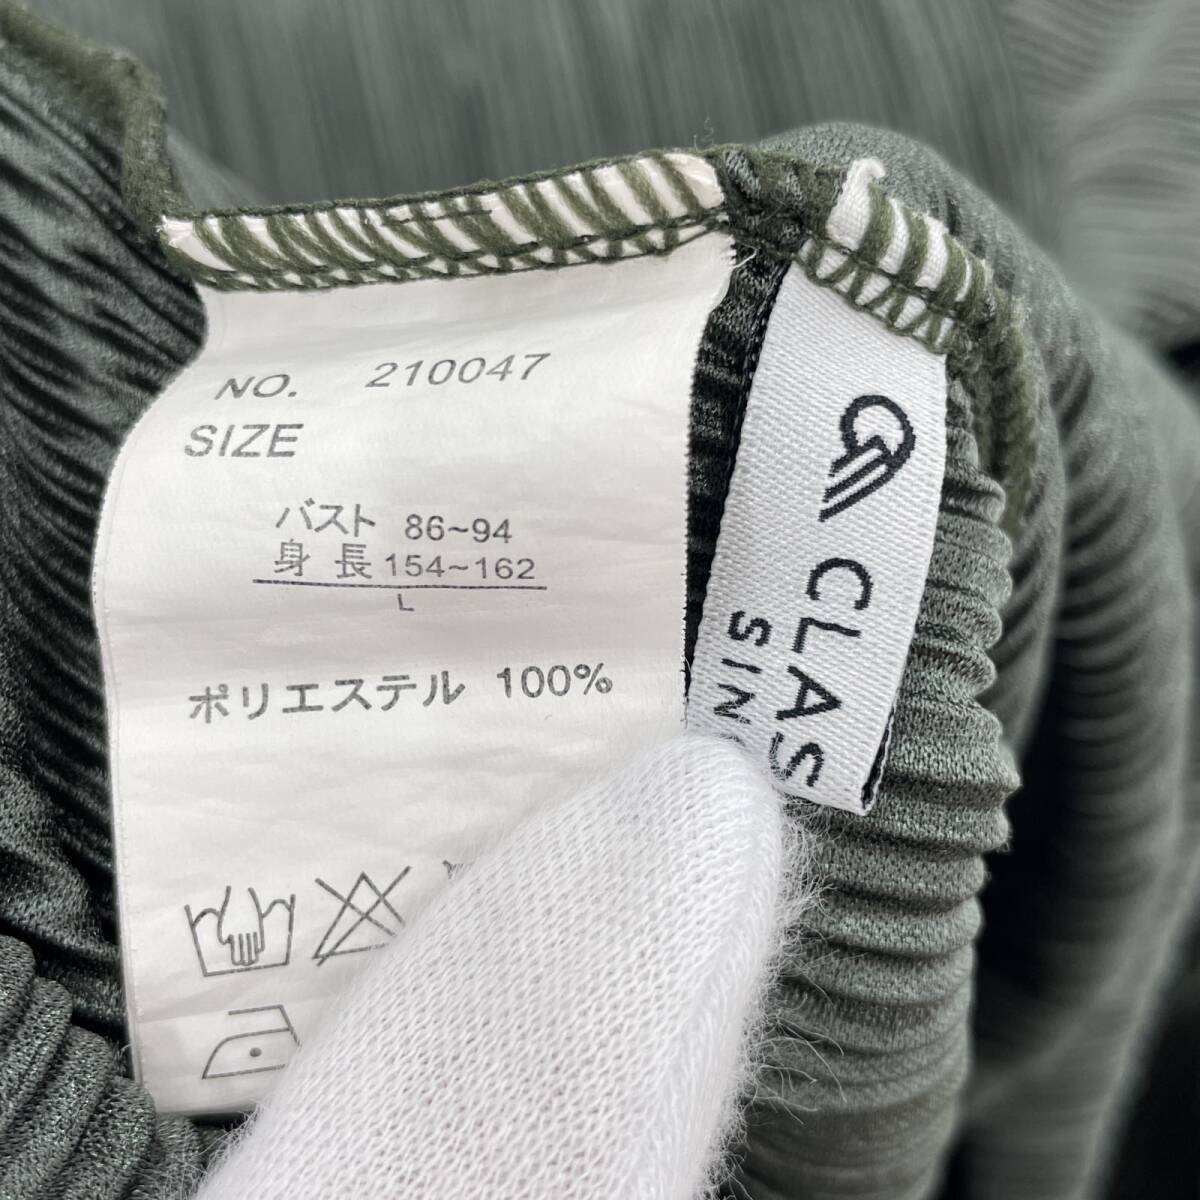 NO. 210047
SIZE
バスト 86~94
身長 154~162
L
ポリエステル 100%
CLAS